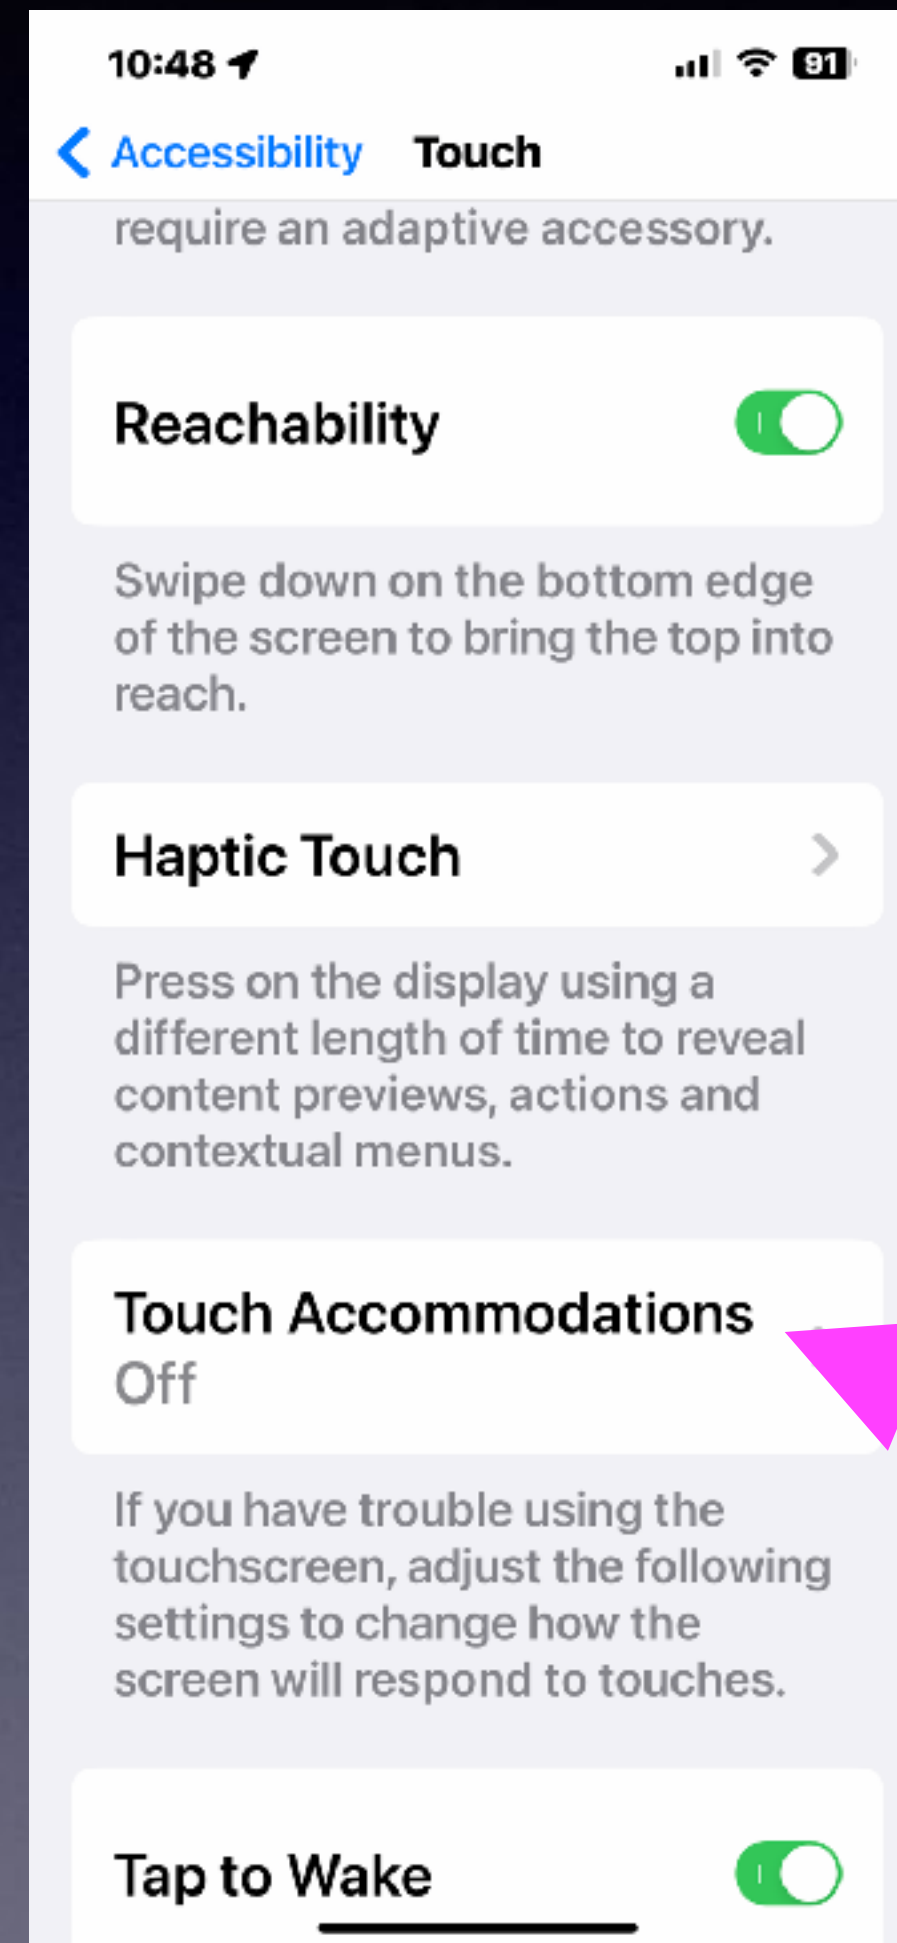 10:48
91
Accessibility Touch
require an adaptive accessory.
Reachability
Swipe down on the bottom edge
of the screen to bring the top into
reach.
Haptic Touch
Press on the display using a
different length of time to reveal
content previews, actions and
contextual menus.
Touch Accommodations
Off
If you have trouble using the
touchscreen, adjust the following
settings to change how the
screen will respond to touches.
Tap to Wake